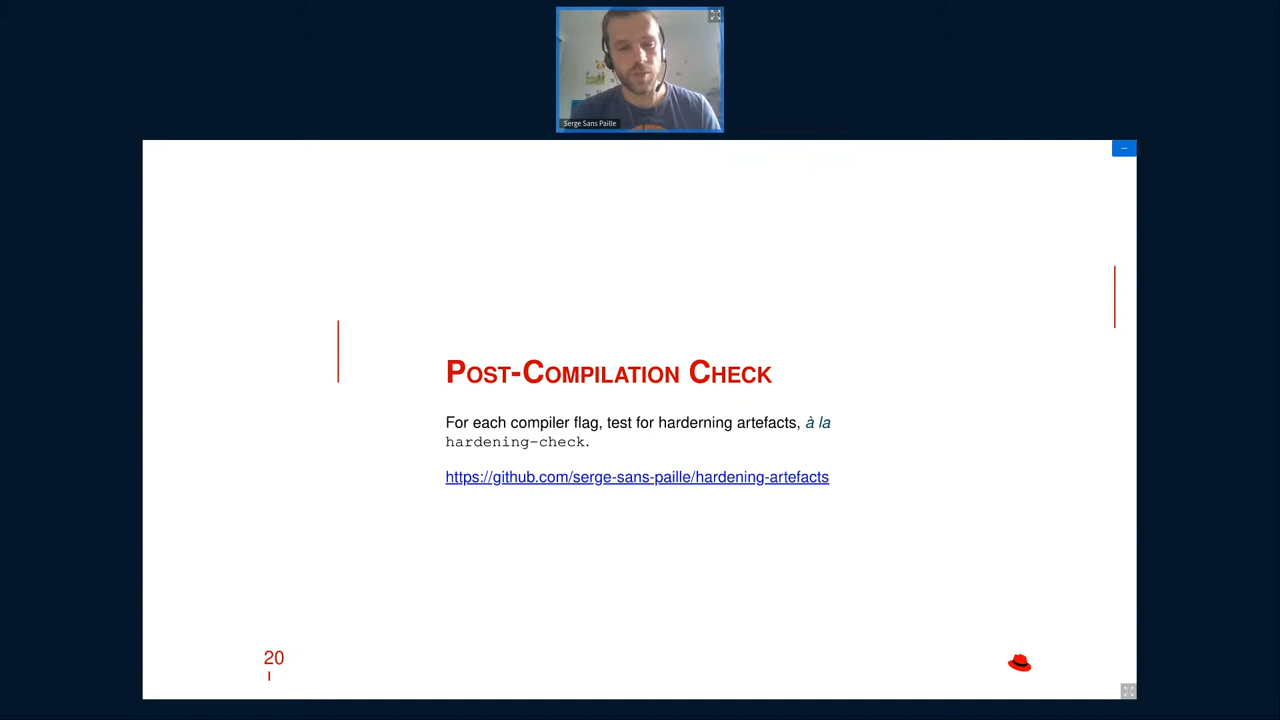 Serge Sans Paille
POST-COMPILATION CHECK
For each compiler flag, test for harderning artefacts, à la
hardening-check.
https://github.com/serge-sans-paille/hardening-artefacts
20